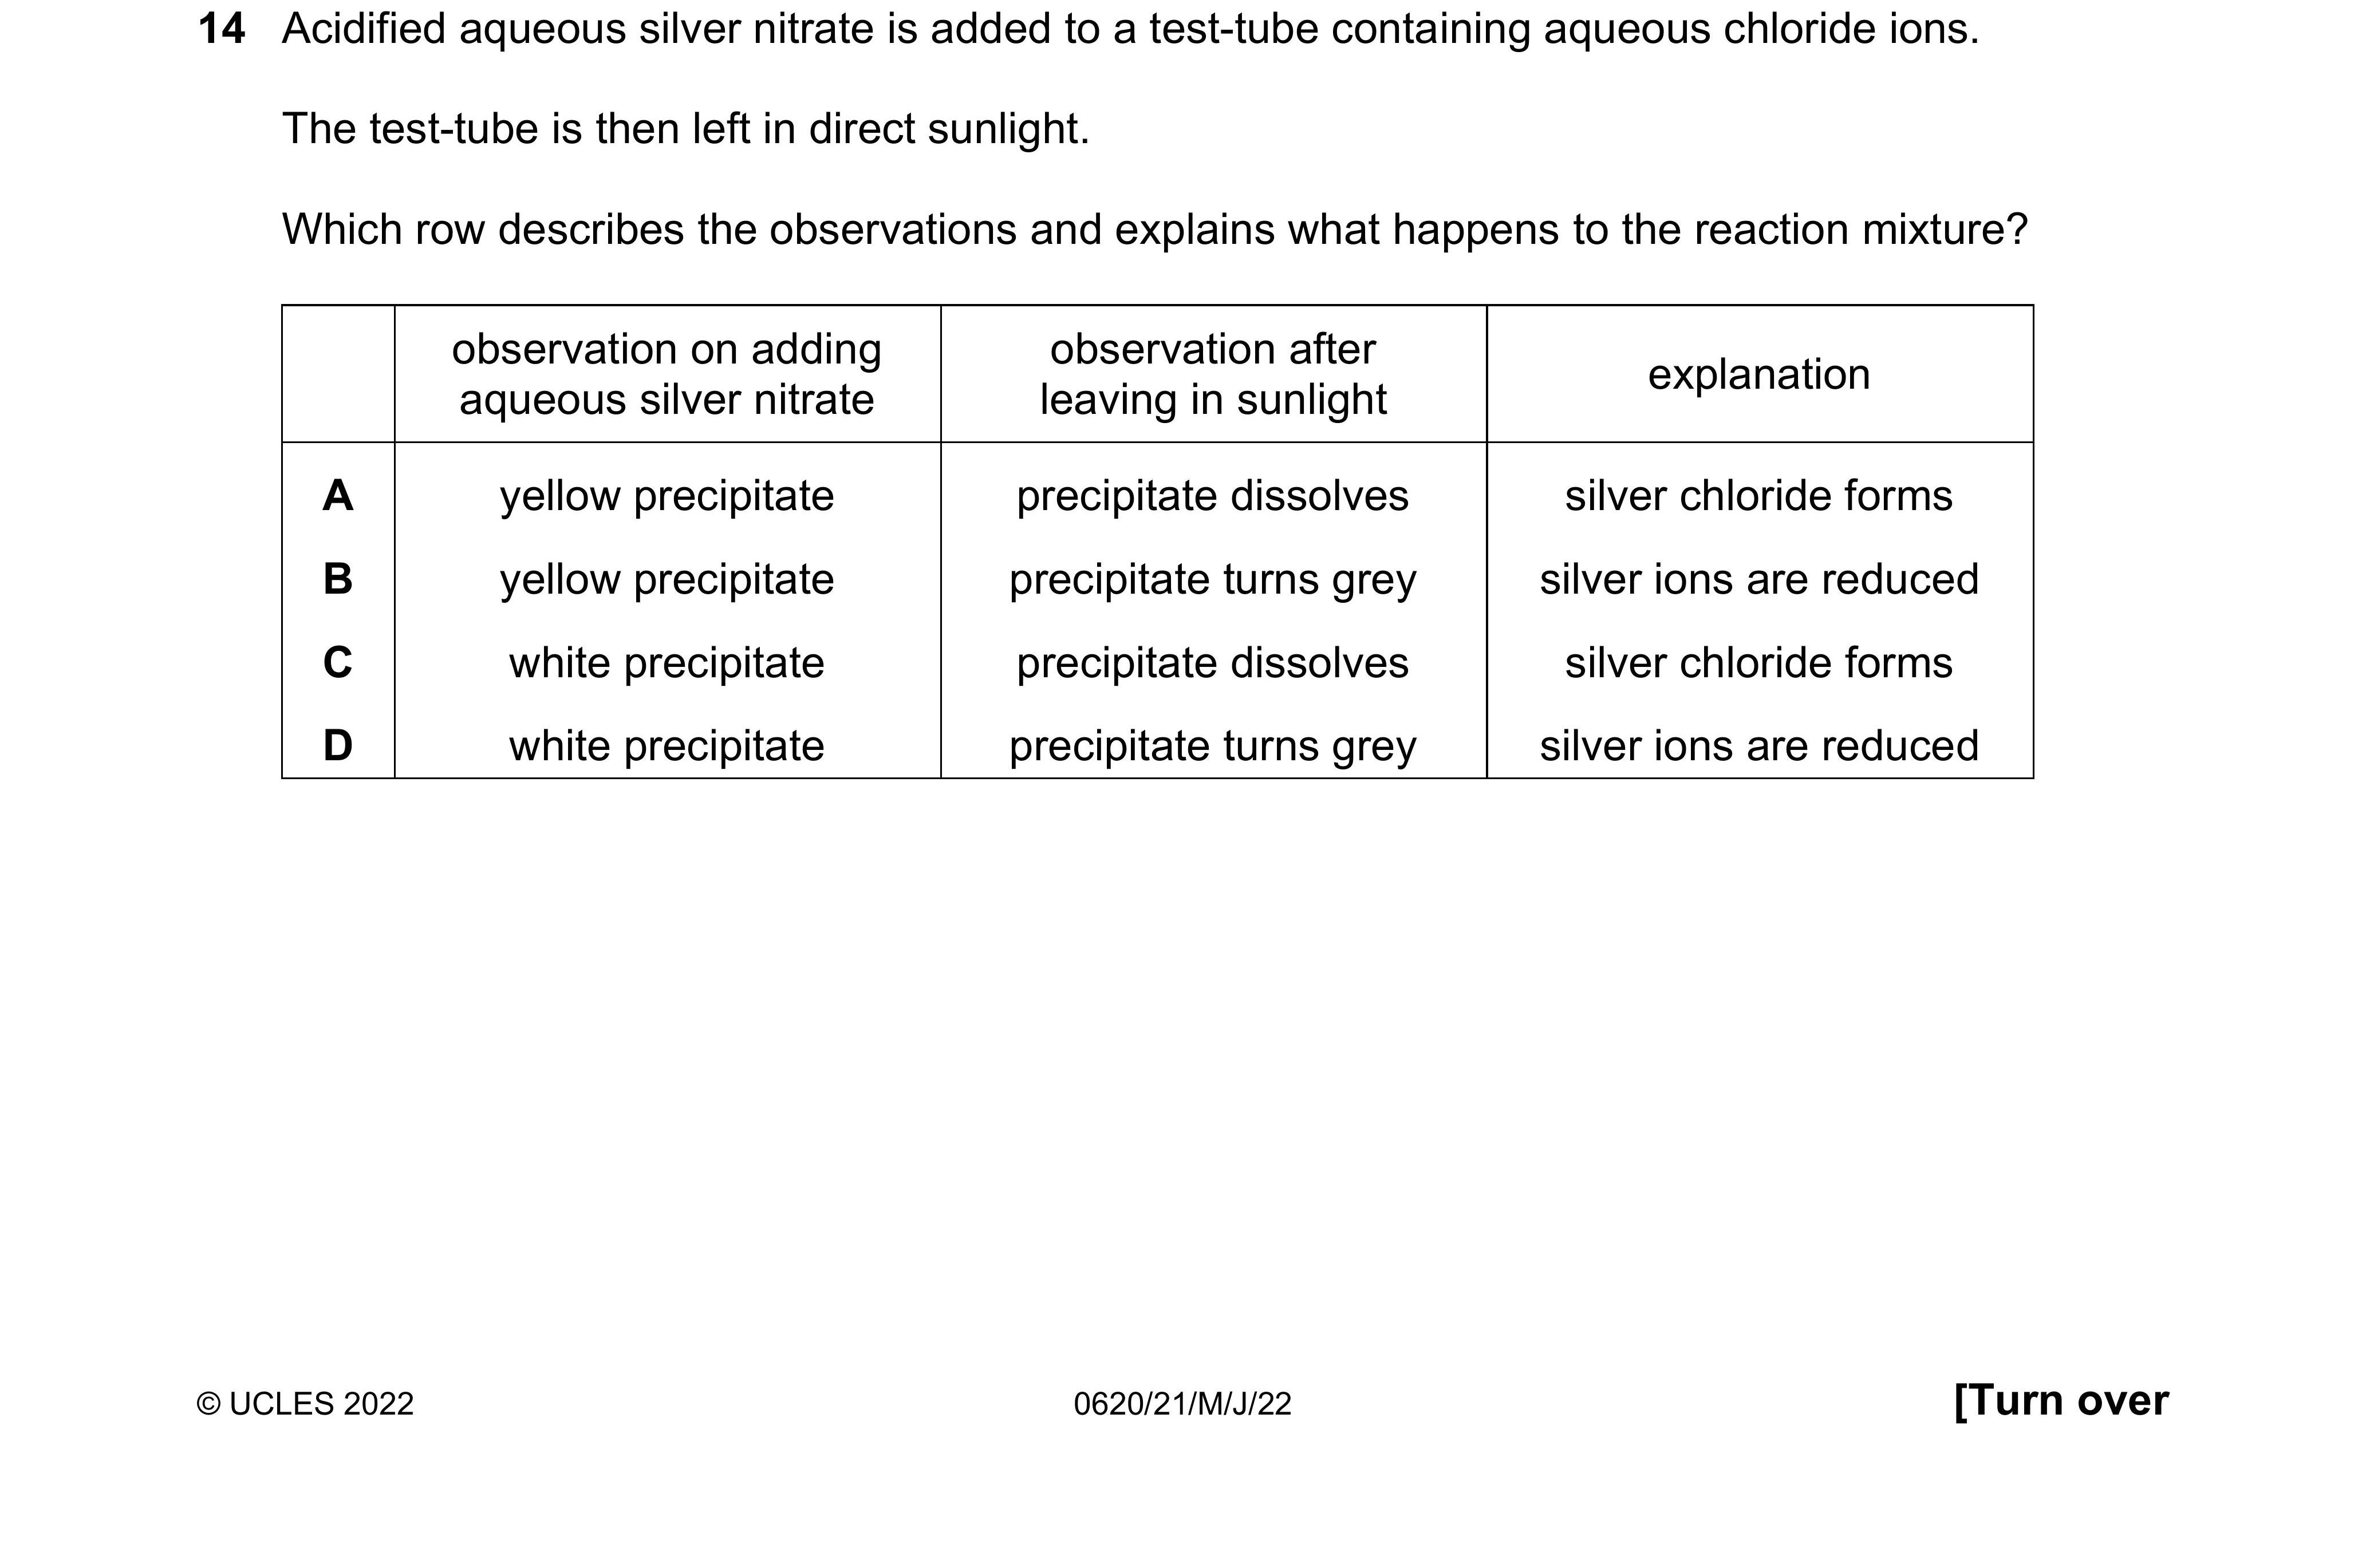 14 Acidified aqueous silver nitrate is added to a test-tube containing aqueous chloride ions.
The test-tube is then left in direct sunlight.
Which row describes the observations and explains what happens to the reaction mixture?
observation on adding aqueous silver nitrate | observation after leaving in sunlight | explanation
A yellow precipitate precipitate dissolves silver chloride forms
B yellow precipitate precipitate turns grey silver ions are reduced
C white precipitate precipitate dissolves silver chloride forms
D white precipitate precipitate turns grey silver ions are reduced
© UCLES 2022 0620/21/M/J/22 [Turn over